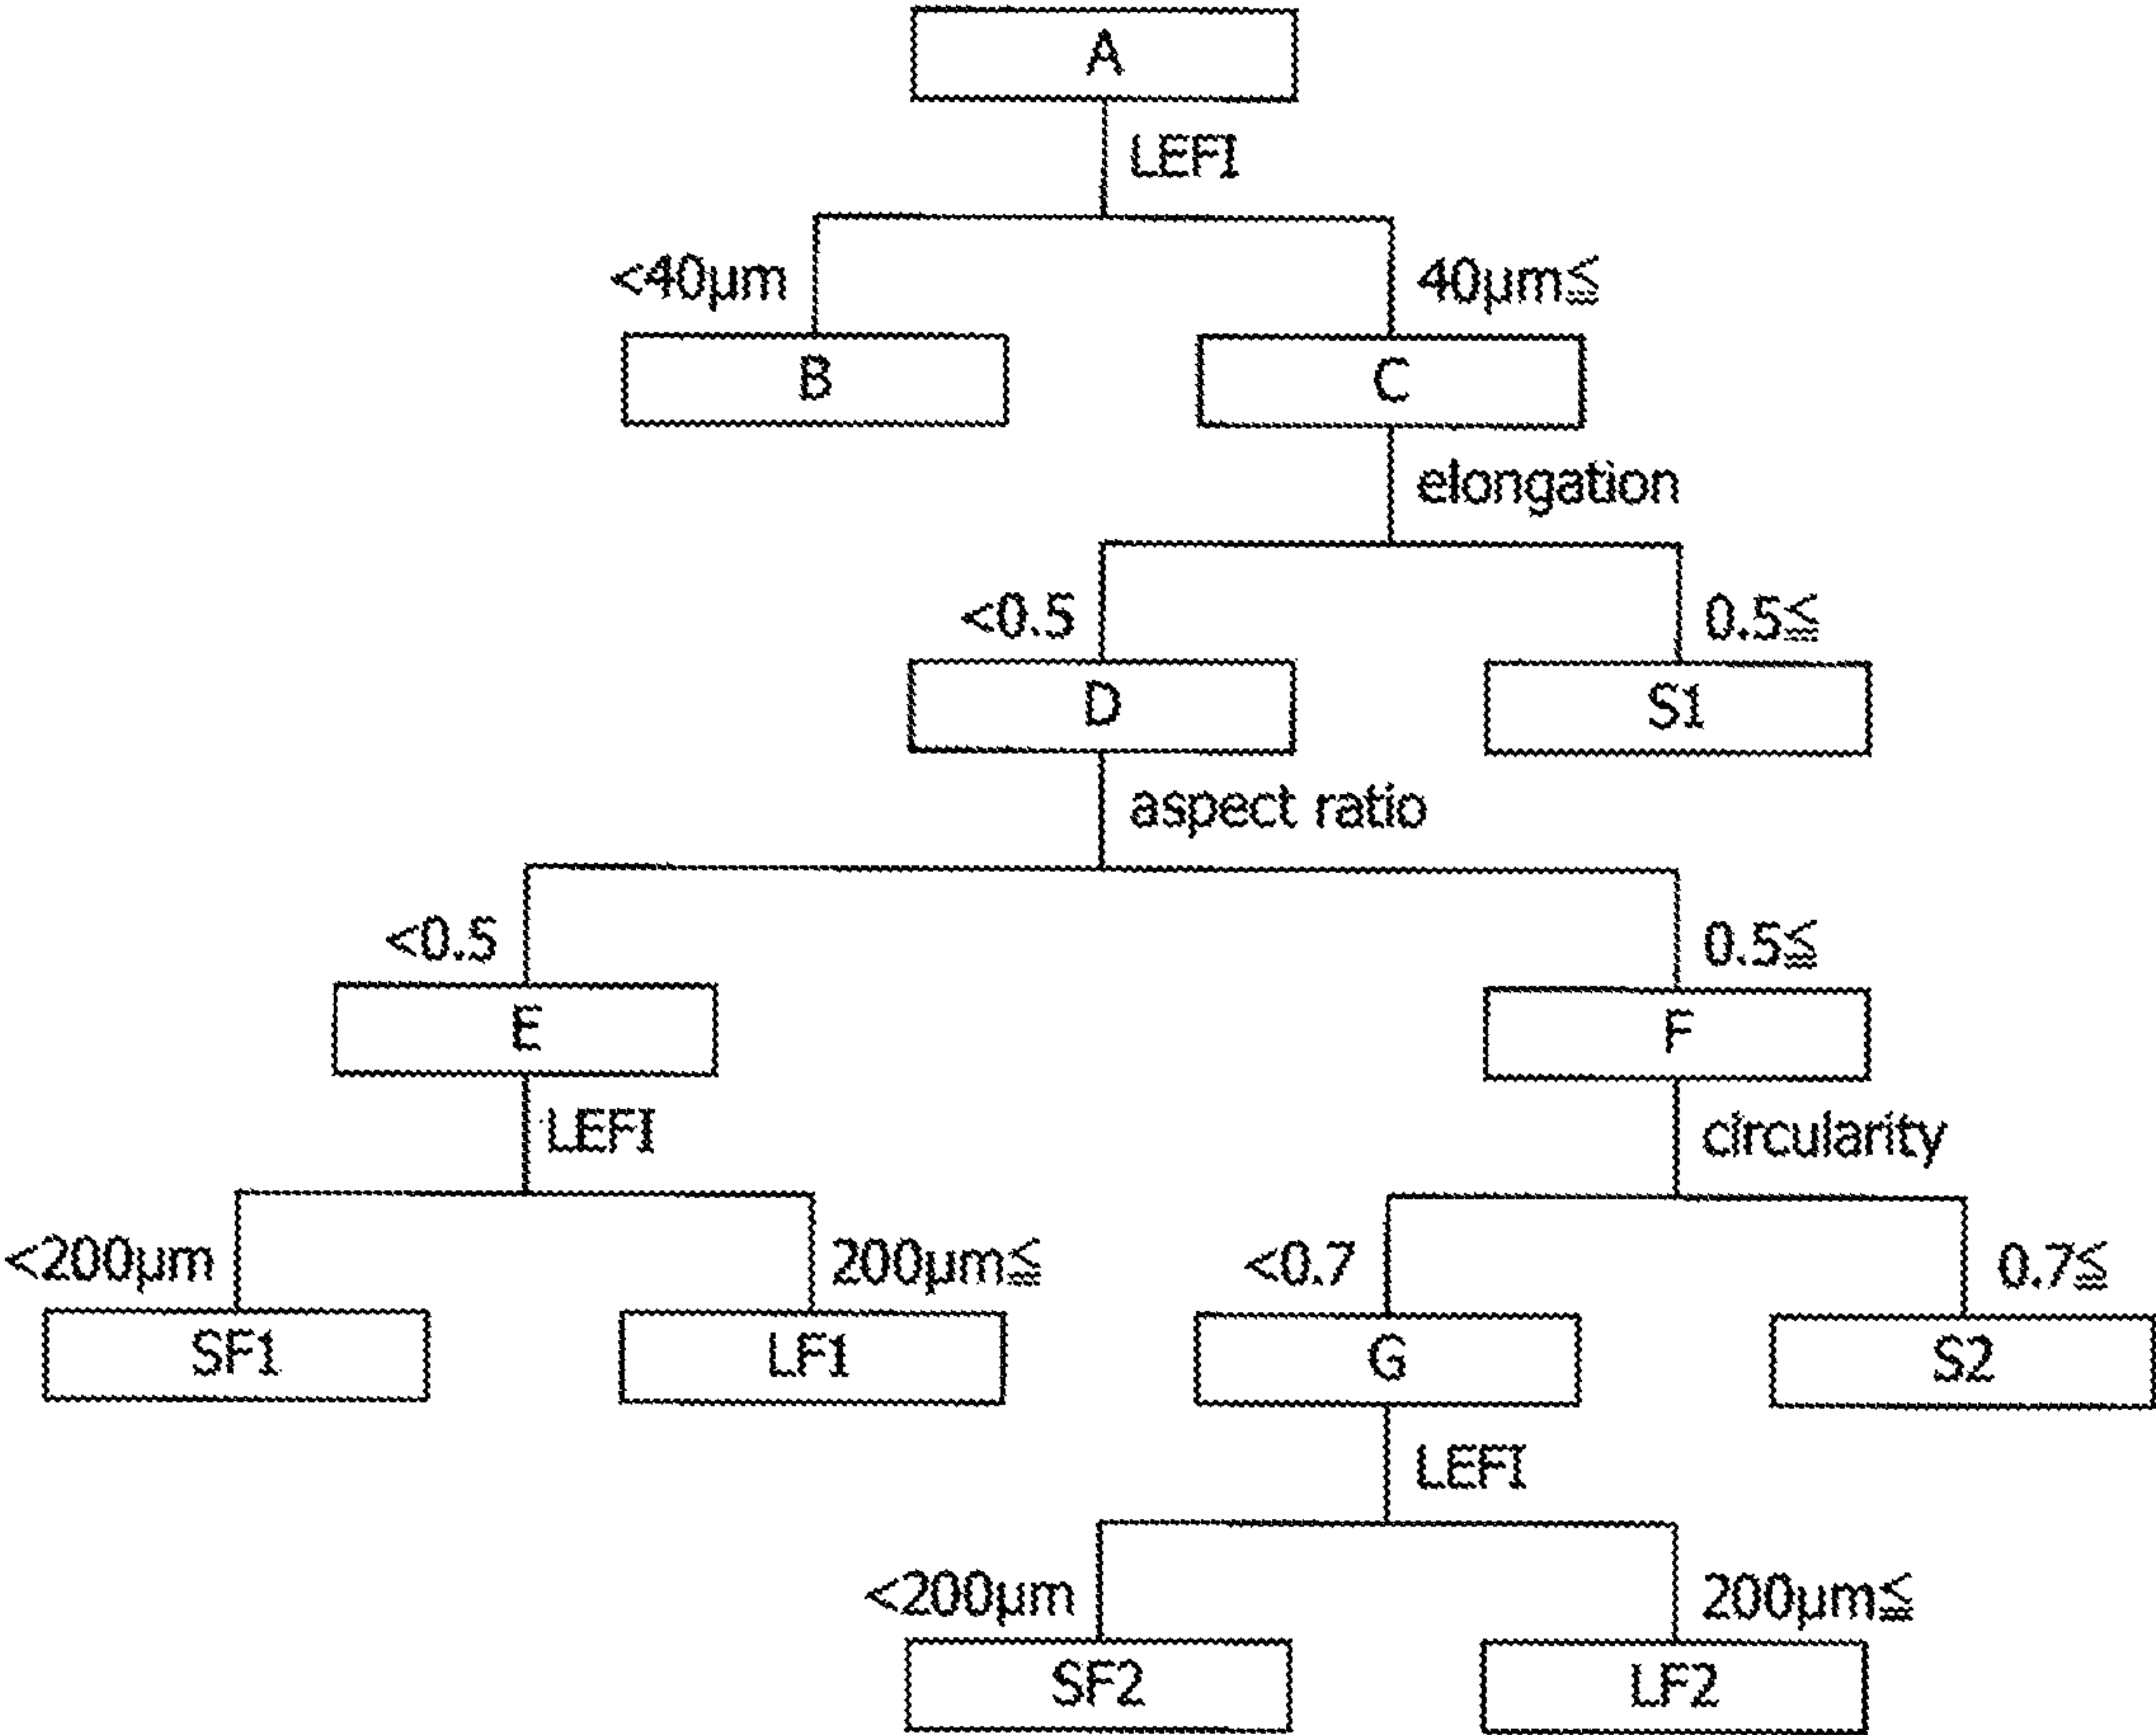 A
LEFI
<40μm 40μm≦
B C
elongation
<0.5 0.5≦
D S1
aspect ratio
<0.5 0.5≦
E F
LEFI circularity
<200μm 200μm≦ <0.7 0.7≦
SF1 LF1 G S2
LEFI
<200μm 200μm≦
SF2 LF2